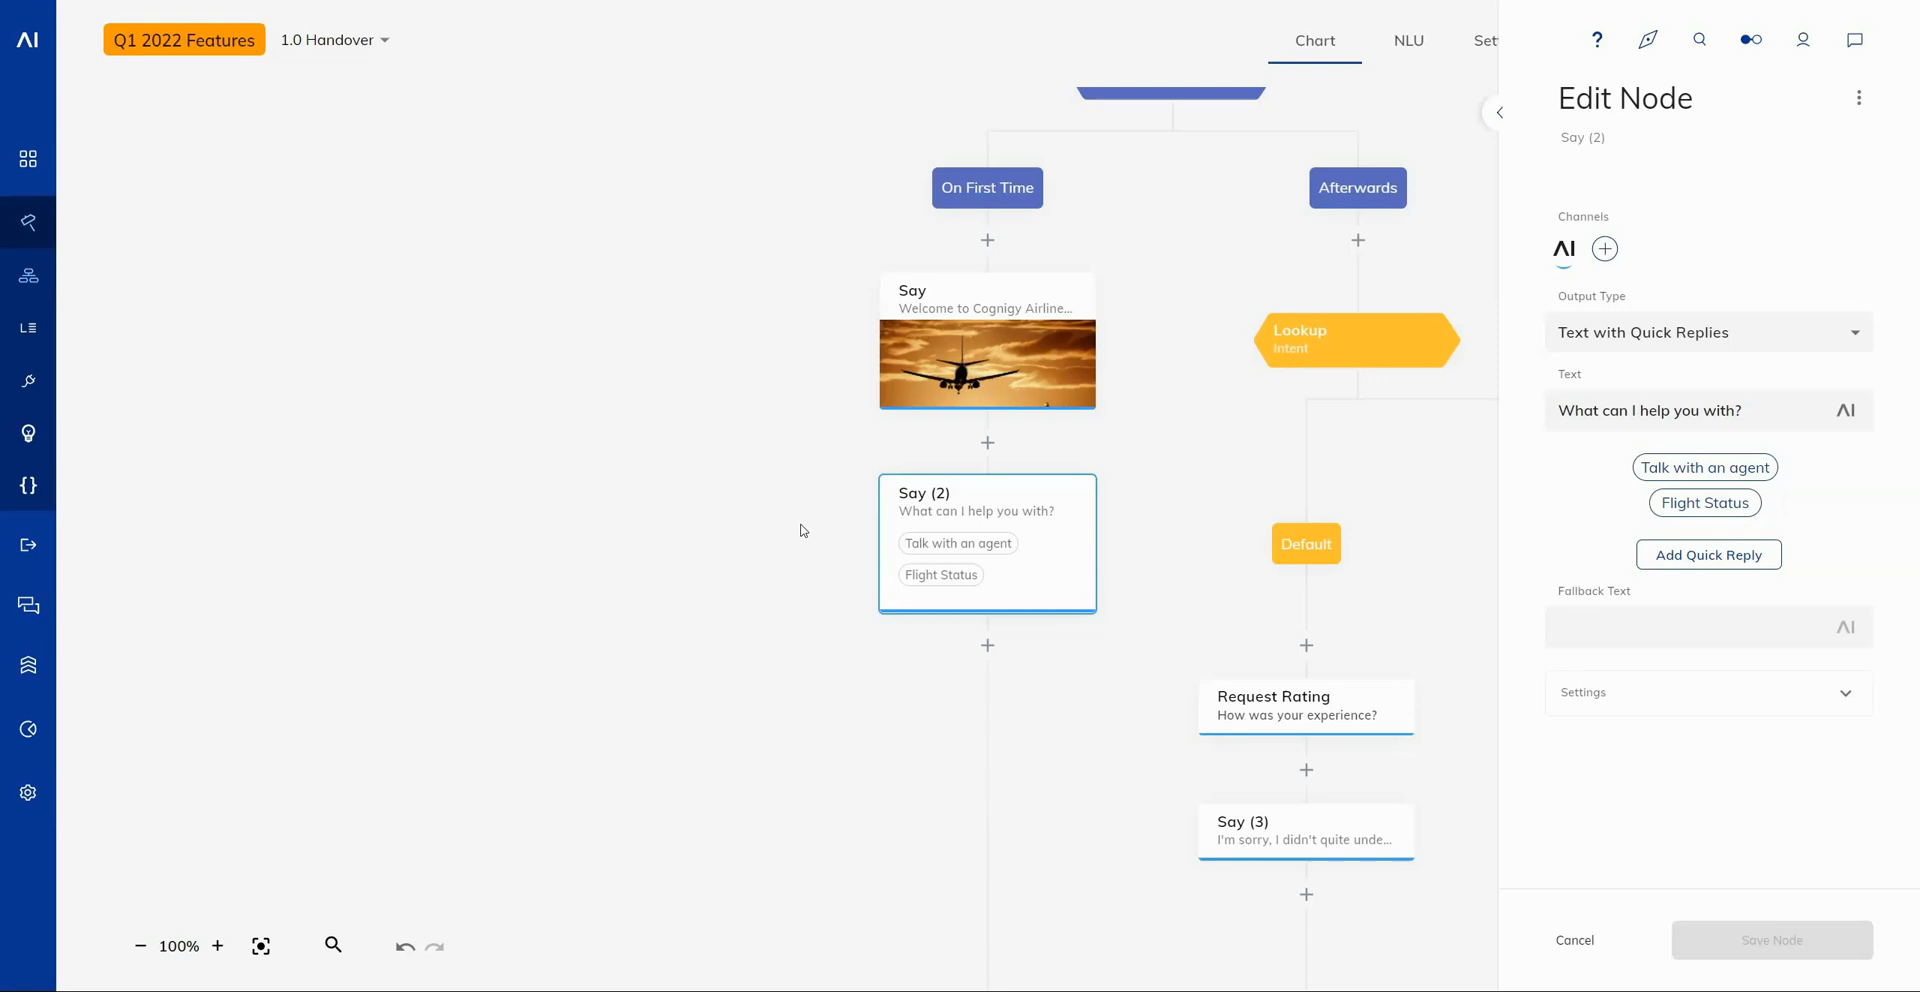 AI
Q1 2022 Features
1.0 Handover
Chart
NLU
Set
On First Time
Afterwards
Say
Welcome to Cognigy Airline...
Lookup
Intent
Say (2)
What can I help you with?
Talk with an agent
Flight Status
Default
Request Rating
How was your experience?
Say (3)
I'm sorry, I didn't quite unde...
100%
?
Edit Node
Say (2)
Channels
AI
Output Type
Text with Quick Replies
Text
What can I help you with?
AI
Talk with an agent
Flight Status
Add Quick Reply
Fallback Text
AI
Settings
Cancel
Save Node